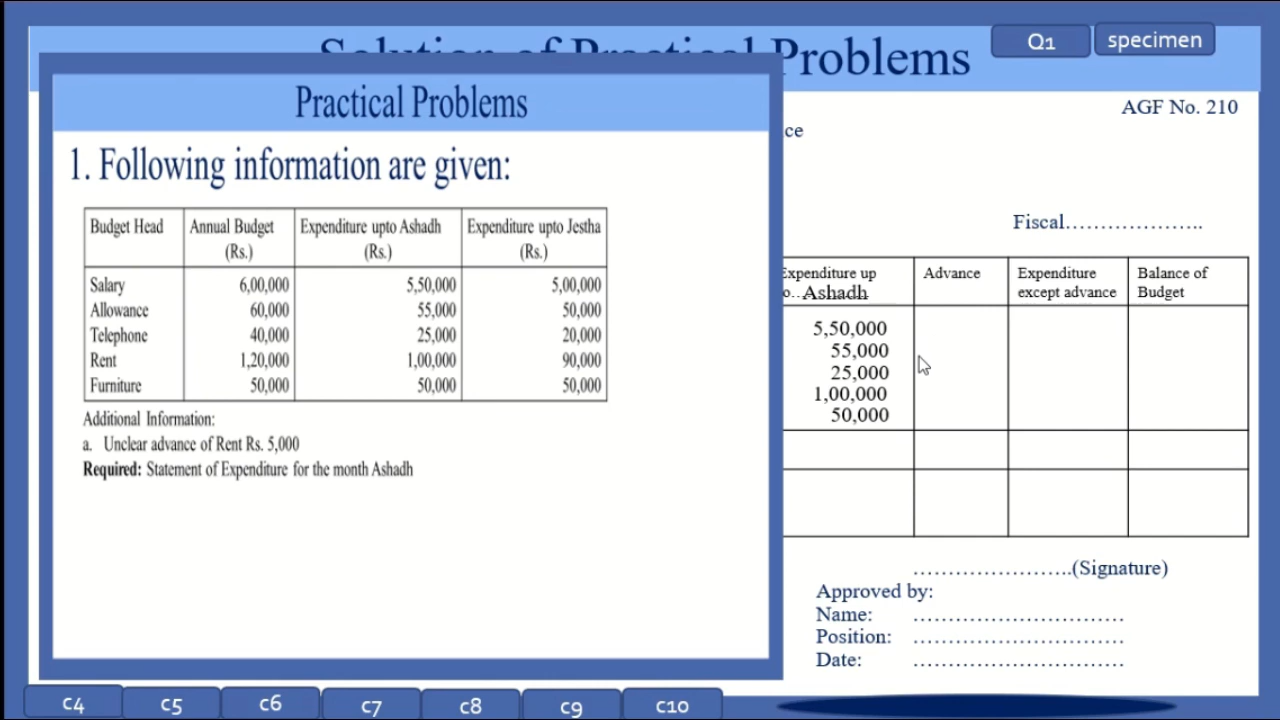 Solution of Practical Problems
Q1
specimen
AGF No. 210
ce
Fiscal………………..
Practical Problems
1. Following information are given:
Budget Head Annual Budget (Rs.) Expenditure upto Ashadh (Rs.) Expenditure upto Jestha (Rs.)
Salary 6,00,000 5,50,000 5,00,000
Allowance 60,000 55,000 50,000
Telephone 40,000 25,000 20,000
Rent 1,20,000 1,00,000 90,000
Furniture 50,000 50,000 50,000
Additional Information:
a. Unclear advance of Rent Rs. 5,000
Required: Statement of Expenditure for the month Ashadh
Expenditure up Advance Expenditure Balance of
o…Ashadh except advance Budget
5,50,000
55,000
25,000
1,00,000
50,000
…………………..(Signature)
Approved by:
Name: …………………………
Position: …………………………
Date: …………………………
c4 c5 c6 c7 c8 c9 c10